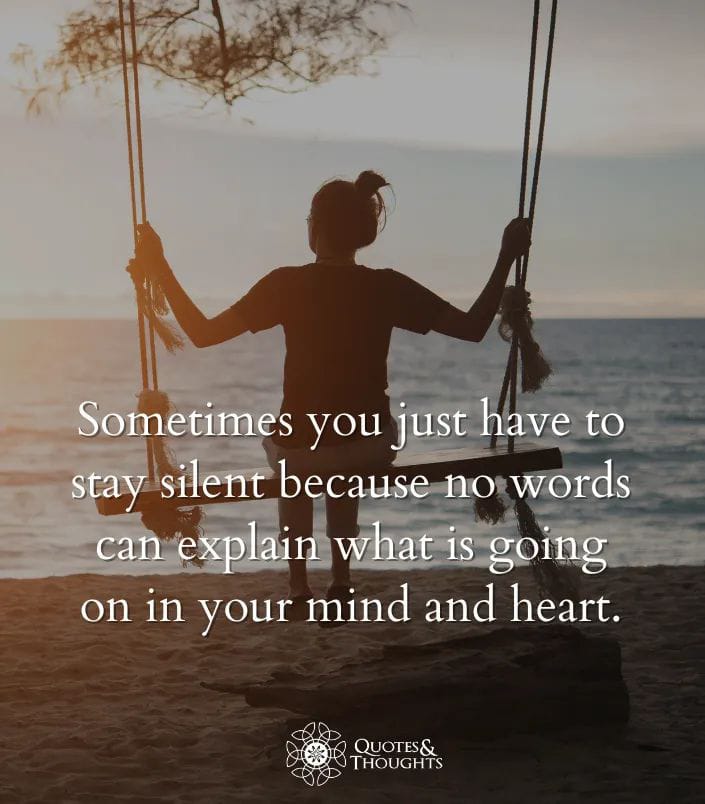 Sometimes you just have to
stay silent because no words
can explain what is going
on in your mind and heart.
QUOTES&
THOUGHTS